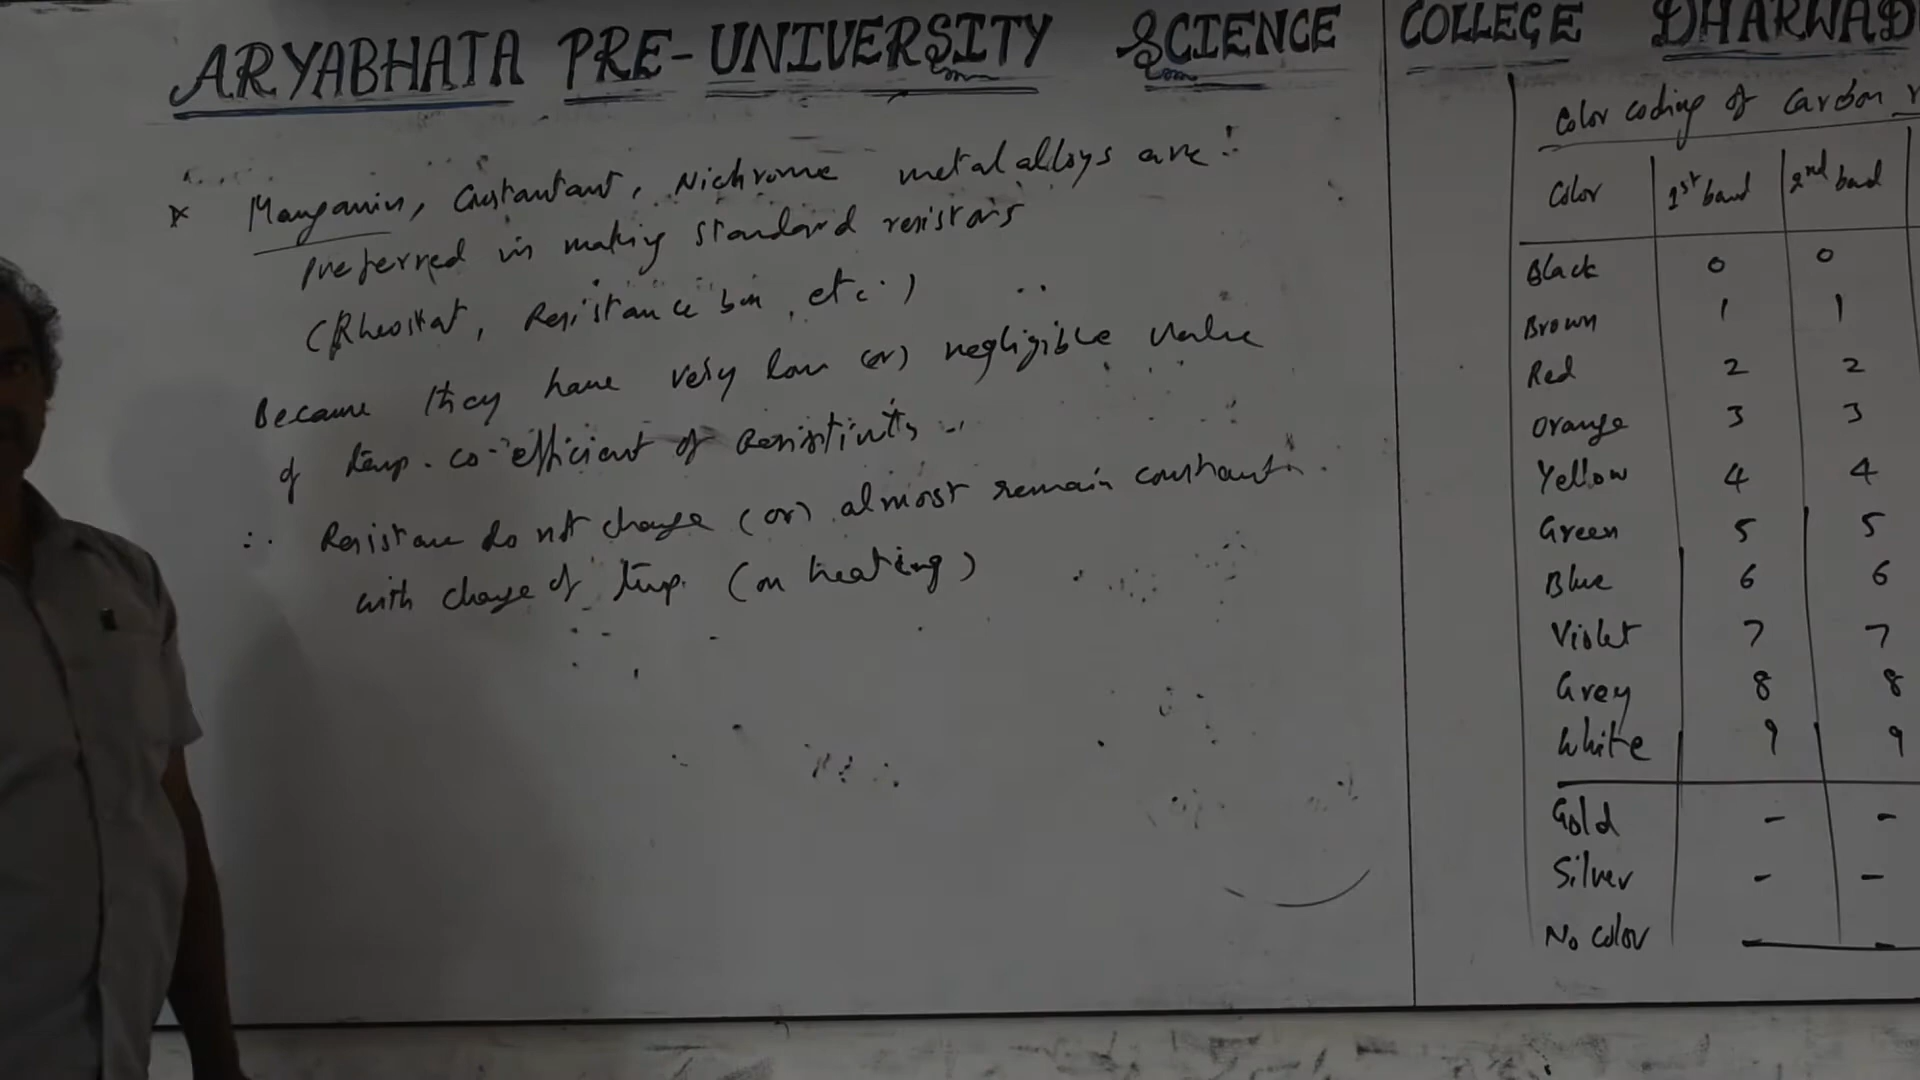 ARYABHATA PRE-UNIVERSITY SCIENCE COLLEGE DHARWAD
* Manganin, Constantant, Nichrome metal alloys are
preferred in making standard resistors
(Rheostat, Resistance box, etc.)
Because they have very low (or) negligible value
of temp. co-efficient of Resistivity.
∴ Resistance do not change (or) almost remain constant
with change of temp. (on heating)
Color coding of Carbon
Color 1st band 2nd band
Black 0 0
Brown 1 1
Red 2 2
Orange 3 3
Yellow 4 4
Green 5 5
Blue 6 6
Violet 7 7
Grey 8 8
White 9 9
Gold - -
Silver - -
No color - -